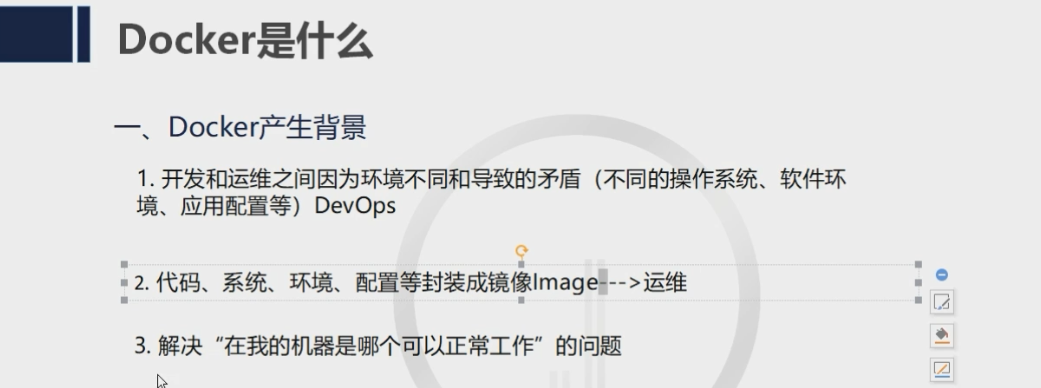 Docker是什么
一、Docker产生背景
1. 开发和运维之间因为环境不同和导致的矛盾（不同的操作系统、软件环
境、应用配置等）DevOps
2. 代码、系统、环境、配置等封装成镜像Image--->运维
3. 解决“在我的机器是哪个可以正常工作”的问题